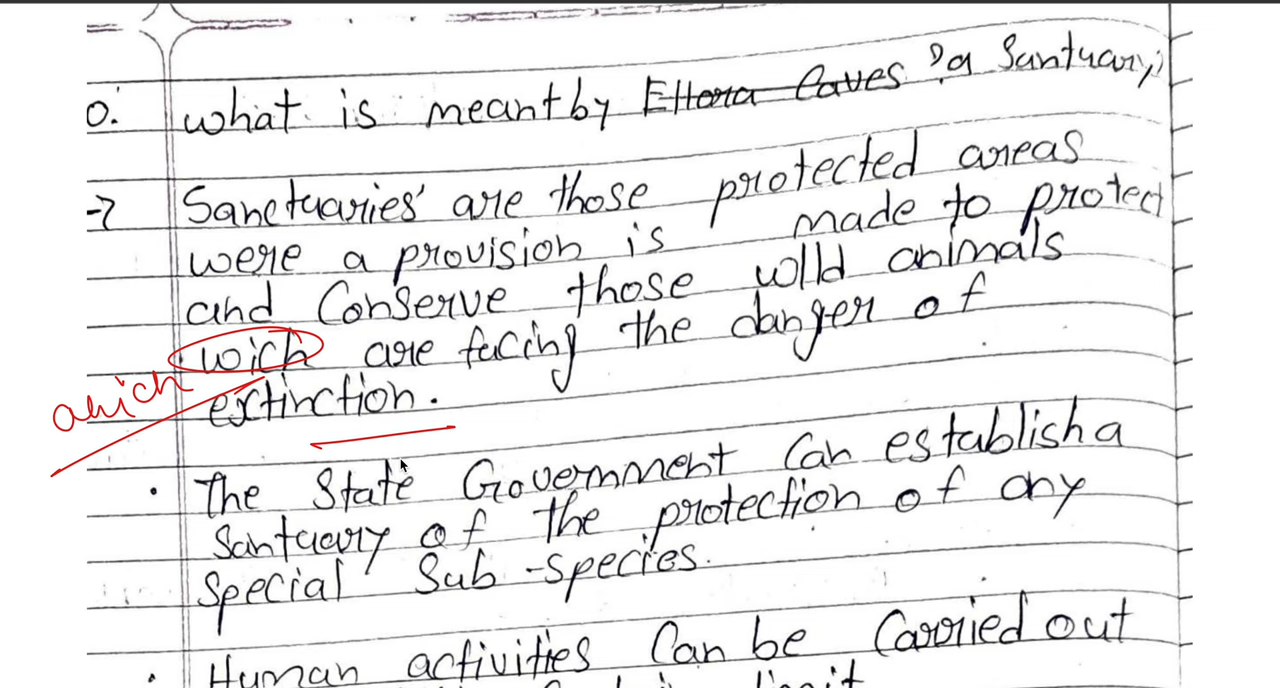 0. what is meant by Ellora Caves ? a Santuary
→ Sanctuaries are those protected areas
were a provision is made to protect
and Conserve those wild animals
wich are facing the danger of
which
extinction.
• The State Government Can establish a
Santuary of the protection of any
Special Sub-species.
• Human activities Can be Carried out
limit